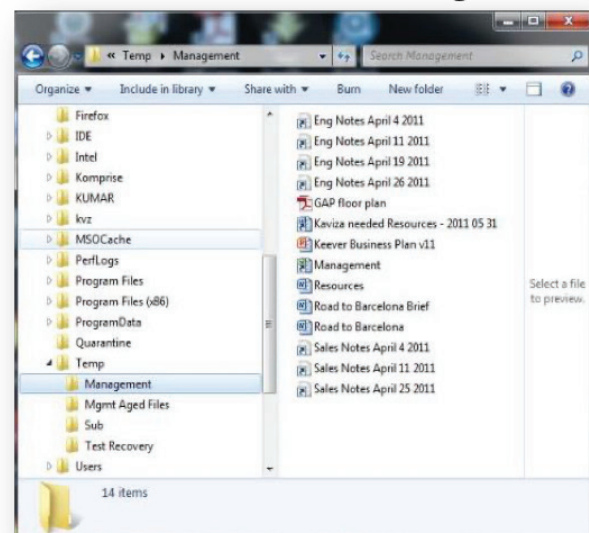 « Temp ▸ Management
Search Management
Organize ▼ Include in library ▼ Share with ▼ Burn New folder
Firefox
IDE
Intel
Komprise
KUMAR
kvz
MSOCache
PerfLogs
Program Files
Program Files (x86)
ProgramData
Quarantine
Temp
Management
Mgmt Aged Files
Sub
Test Recovery
Users
Eng Notes April 4 2011
Eng Notes April 11 2011
Eng Notes April 19 2011
Eng Notes April 26 2011
GAP floor plan
Kaviza needed Resources - 2011 05 31
Keever Business Plan v11
Management
Resources
Road to Barcelona Brief
Road to Barcelona
Sales Notes April 4 2011
Sales Notes April 11 2011
Sales Notes April 25 2011
Select a file
to preview.
14 items